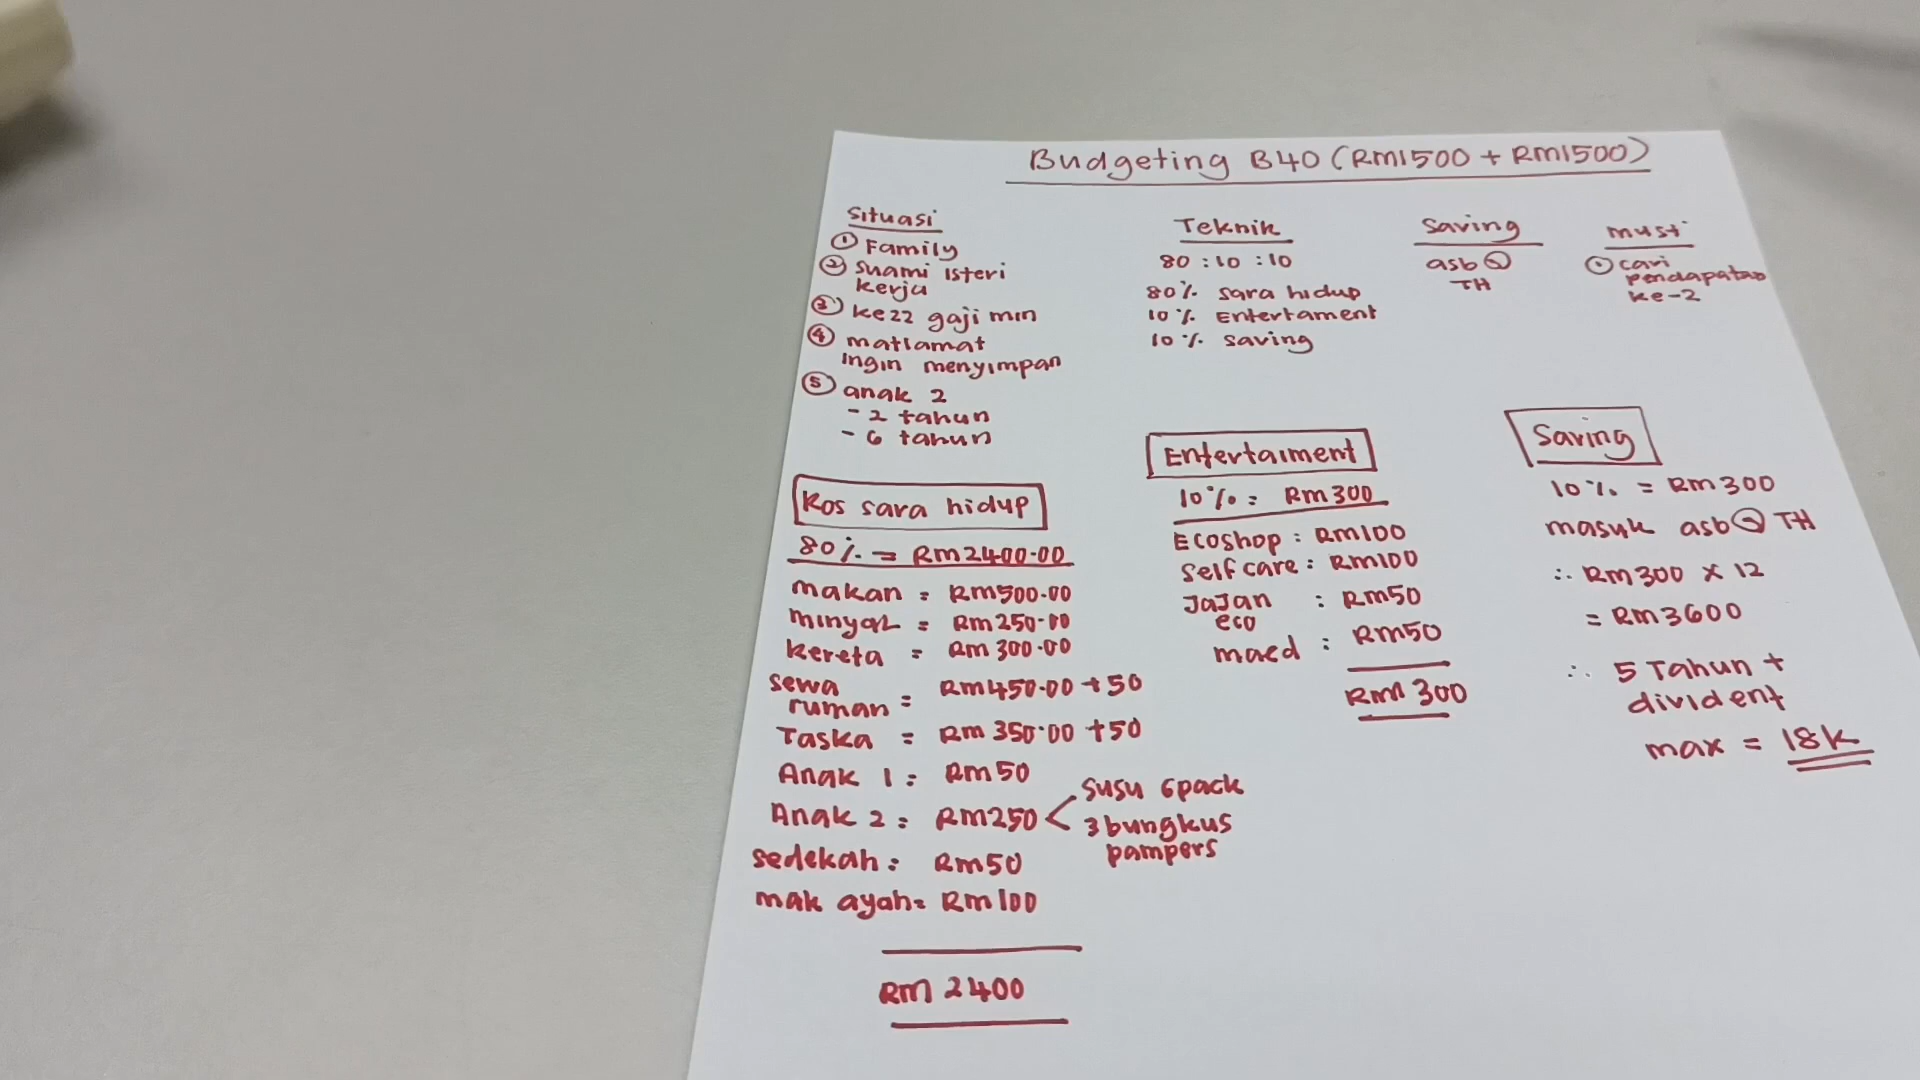 Budgeting B40 (RM1500 + RM1500)
Situasi
① Family
② suami isteri
kerja
③ ke22 gaji min
④ matlamat
ingin menyimpan
⑤ anak 2
- 2 tahun
- 6 tahun
Teknik
80 : 10 : 10
80% sara hidup
10% Entertament
10% saving
Saving
asb @
TH
must
① cari
pendapatan
ke-2
Kos sara hidup
80% = RM2400.00
makan = RM500.00
minyak = RM250.00
kereta = RM300.00
sewa
rumah = RM450.00 + 50
Taska = RM350.00 + 50
Anak 1 : RM50
Anak 2 : RM250 < susu 6pack
3 bungkus
pampers
sedekah : RM50
mak ayah = RM100
RM 2400
Entertaiment
10% = RM300
Ecoshop : RM100
Self care : RM100
JaJan : RM50
eco
maed : RM50
RM 300
Saving
10% = RM300
masuk asb @ TH
∴ RM300 x 12
= RM3600
∴ 5 Tahun +
divident
max = 18K